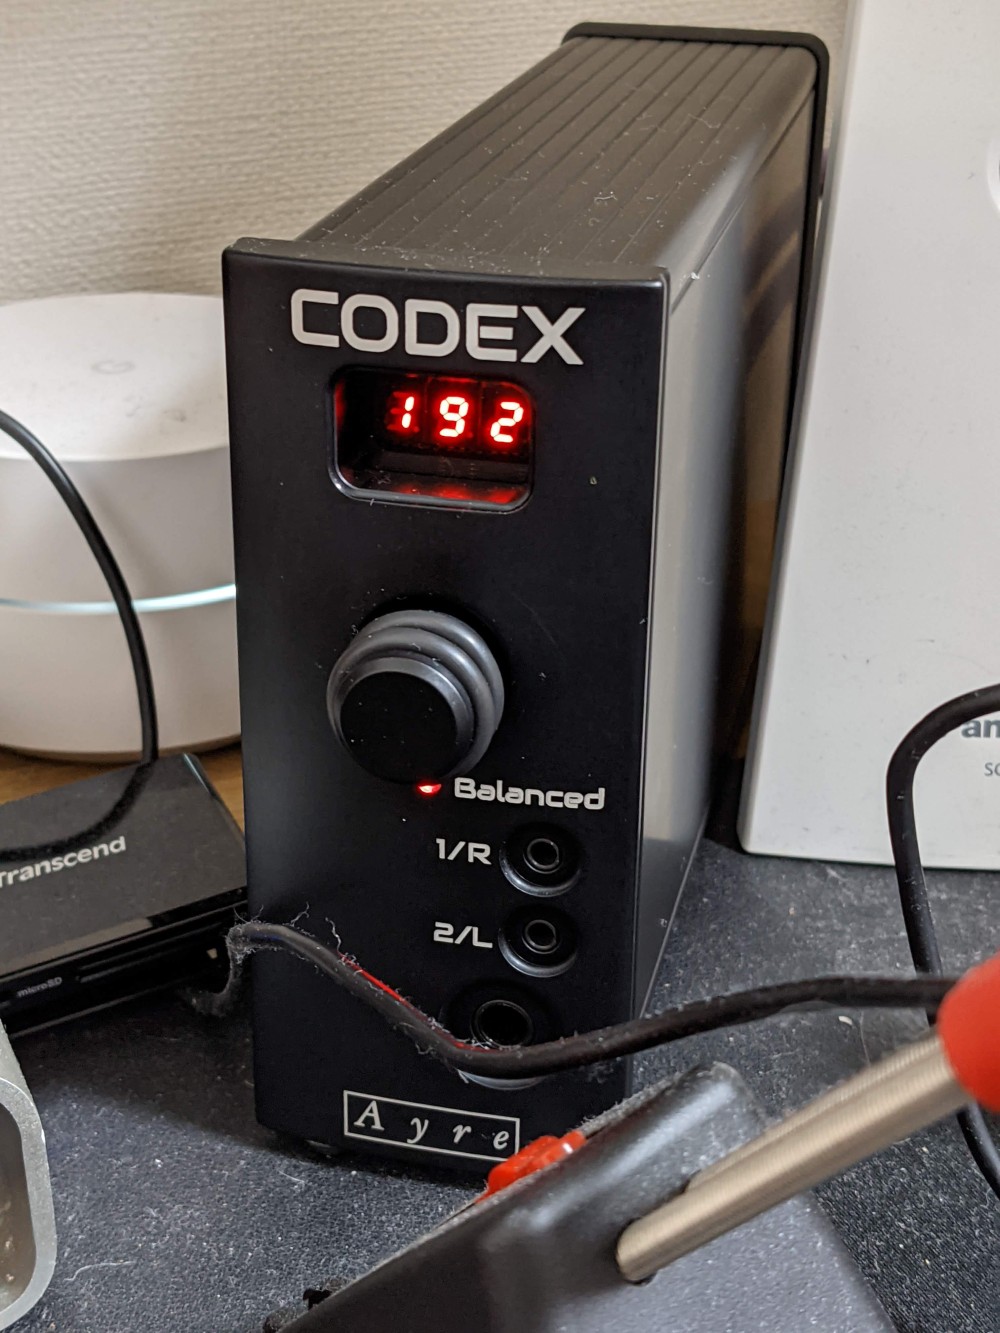 CODEX
192
Balanced
1/R
2/L
Ayre
Transcend
microSD
G